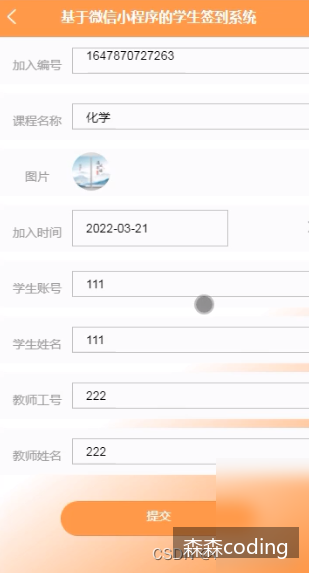 基于微信小程序的学生签到系统
加入编号 1647870727263
课程名称 化学
图片
加入时间 2022-03-21
学生账号 111
学生姓名 111
教师工号 222
教师姓名 222
提交
森森coding